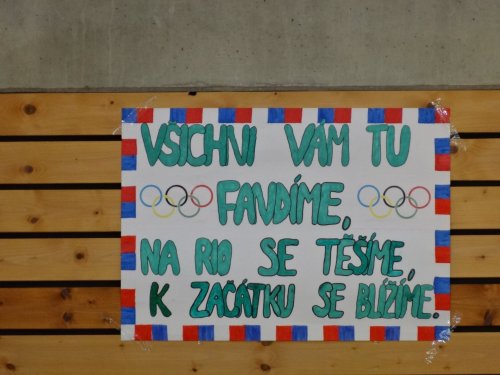 VŠICHNI VÁM TU
FANDÍME,
NA RIO SE TĚŠÍME,
K ZAČÁTKU SE BLÍŽÍME.